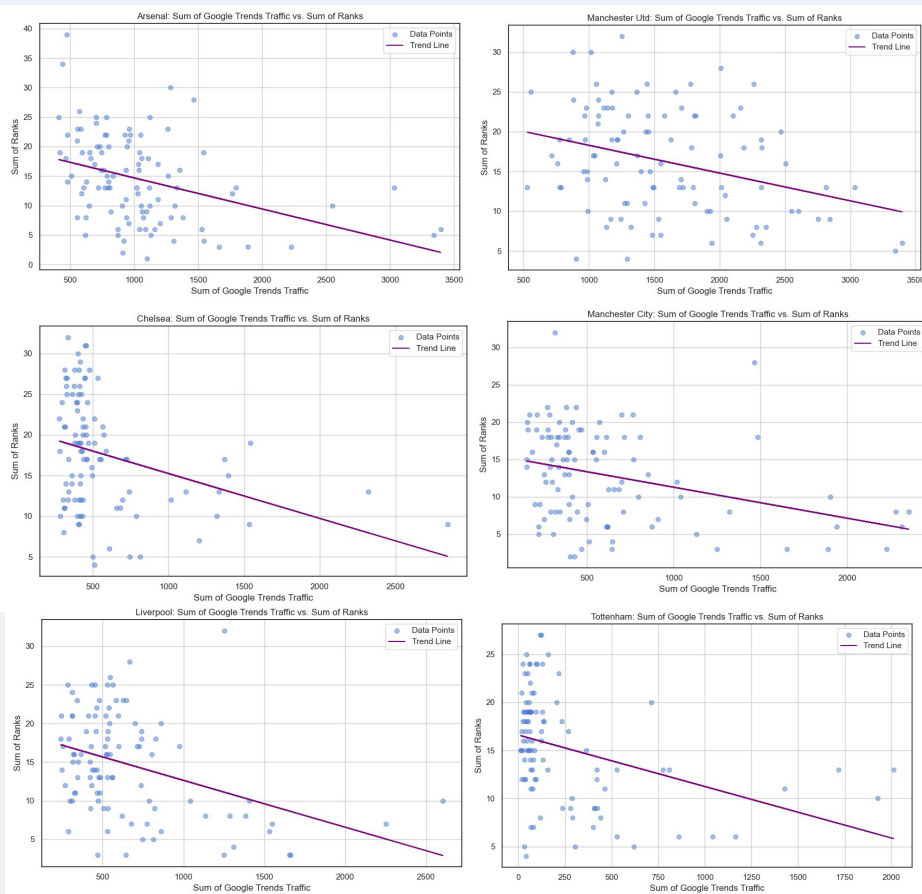 Arsenal: Sum of Google Trends Traffic vs. Sum of Ranks
Data Points
Trend Line
Sum of Ranks
40
35
30
25
20
15
10
5
0
500 1000 1500 2000 2500 3000 3500
Sum of Google Trends Traffic
Manchester Utd: Sum of Google Trends Traffic vs. Sum of Ranks
Data Points
Trend Line
Sum of Ranks
30
25
20
15
10
5
500 1000 1500 2000 2500 3000 3500
Sum of Google Trends Traffic
Chelsea: Sum of Google Trends Traffic vs. Sum of Ranks
Data Points
Trend Line
Sum of Ranks
30
25
20
15
10
5
500 1000 1500 2000 2500
Sum of Google Trends Traffic
Manchester City: Sum of Google Trends Traffic vs. Sum of Ranks
Data Points
Trend Line
Sum of Ranks
30
25
20
15
10
5
500 1000 1500 2000
Sum of Google Trends Traffic
Liverpool: Sum of Google Trends Traffic vs. Sum of Ranks
Data Points
Trend Line
Sum of Ranks
30
25
20
15
10
5
500 1000 1500 2000 2500
Sum of Google Trends Traffic
Tottenham: Sum of Google Trends Traffic vs. Sum of Ranks
Data Points
Trend Line
Sum of Ranks
25
20
15
10
5
0 250 500 750 1000 1250 1500 1750 2000
Sum of Google Trends Traffic